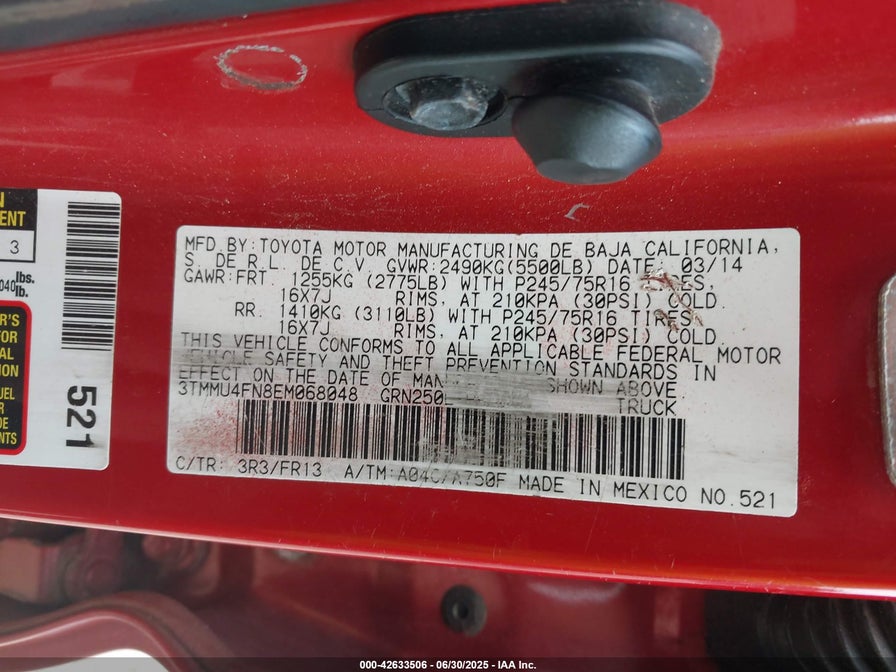 MFD.BY:TOYOTA MOTOR MANUFACTURING DE BAJA CALIFORNIA,
S. DE R.L. DE C.V. GVWR:2490KG(5500LB) DATE: 03/14
GAWR:FRT 1255KG (2775LB) WITH P245/75R16 TIRES,
16X7J RIMS, AT 210KPA (30PSI) COLD.
RR. 1410KG (3110LB) WITH P245/75R16 TIRES
16X7J RIMS, AT 210KPA (30PSI) COLD.
THIS VEHICLE CONFORMS TO ALL APPLICABLE FEDERAL MOTOR
VEHICLE SAFETY AND THEFT PREVENTION STANDARDS IN
EFFECT ON THE DATE OF SHOWN ABOVE.
3TMMU4FN8EM068048
TRUCK
C/TR: 3R3/FR13 A/TM:A04C/A750F MADE IN MEXICO NO.521
3
lbs.
lb.
521
000-42633506 - 06/30/2025 - IAA Inc.